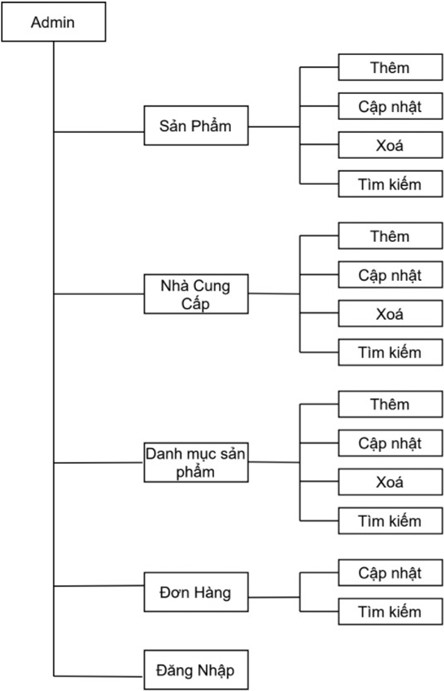 Admin
Sản Phẩm
Thêm
Cập nhật
Xoá
Tìm kiếm
Nhà Cung
Cấp
Thêm
Cập nhật
Xoá
Tìm kiếm
Danh mục sản
phẩm
Thêm
Cập nhật
Xoá
Tìm kiếm
Đơn Hàng
Cập nhật
Tìm kiếm
Đăng Nhập